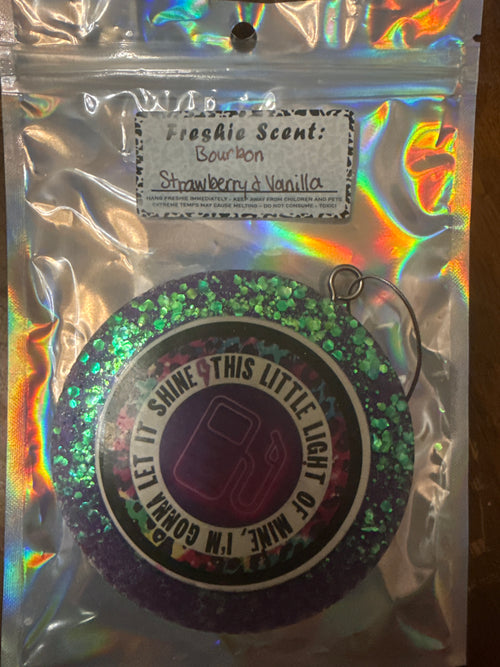 Freshie Scent:
Bourbon
Strawberry & Vanilla
HANG FRESHIE IMMEDIATELY - KEEP AWAY FROM CHILDREN AND PETS
EXTREME TEMPS MAY CAUSE MELTING - DO NOT CONSUME - TOXIC!
THIS LITTLE LIGHT OF MINE, I'M GONNA LET IT SHINE